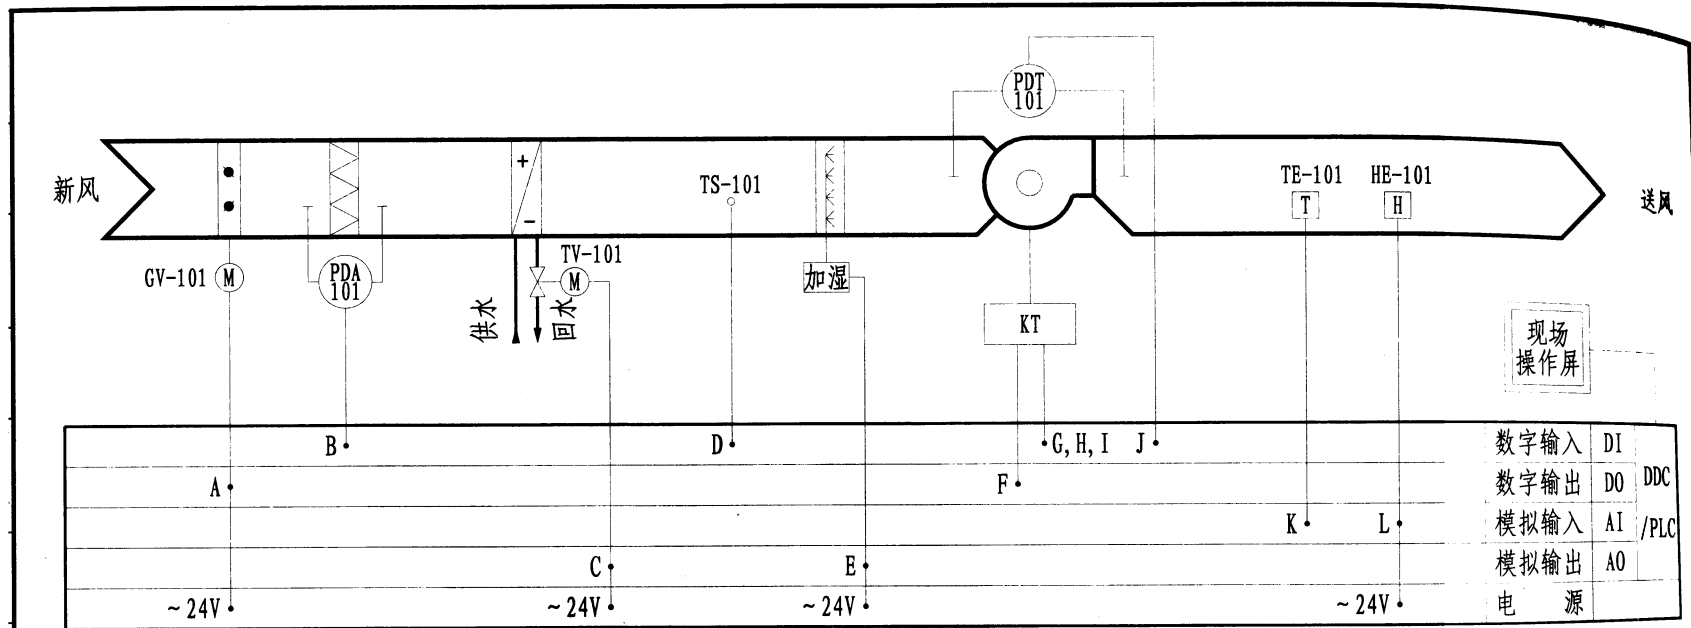 PDT
101
新风
TS-101
TE-101
HE-101
T
H
送风
+
-
GV-101
M
PDA
101
TV-101
M
供水
回水
加湿
KT
现场
操作屏
B
D
G, H, I
J
数字输入 DI
A
F
数字输出 DO
DDC
/PLC
K
L
模拟输入 AI
C
E
模拟输出 AO
~24V
~24V
~24V
~24V
电 源